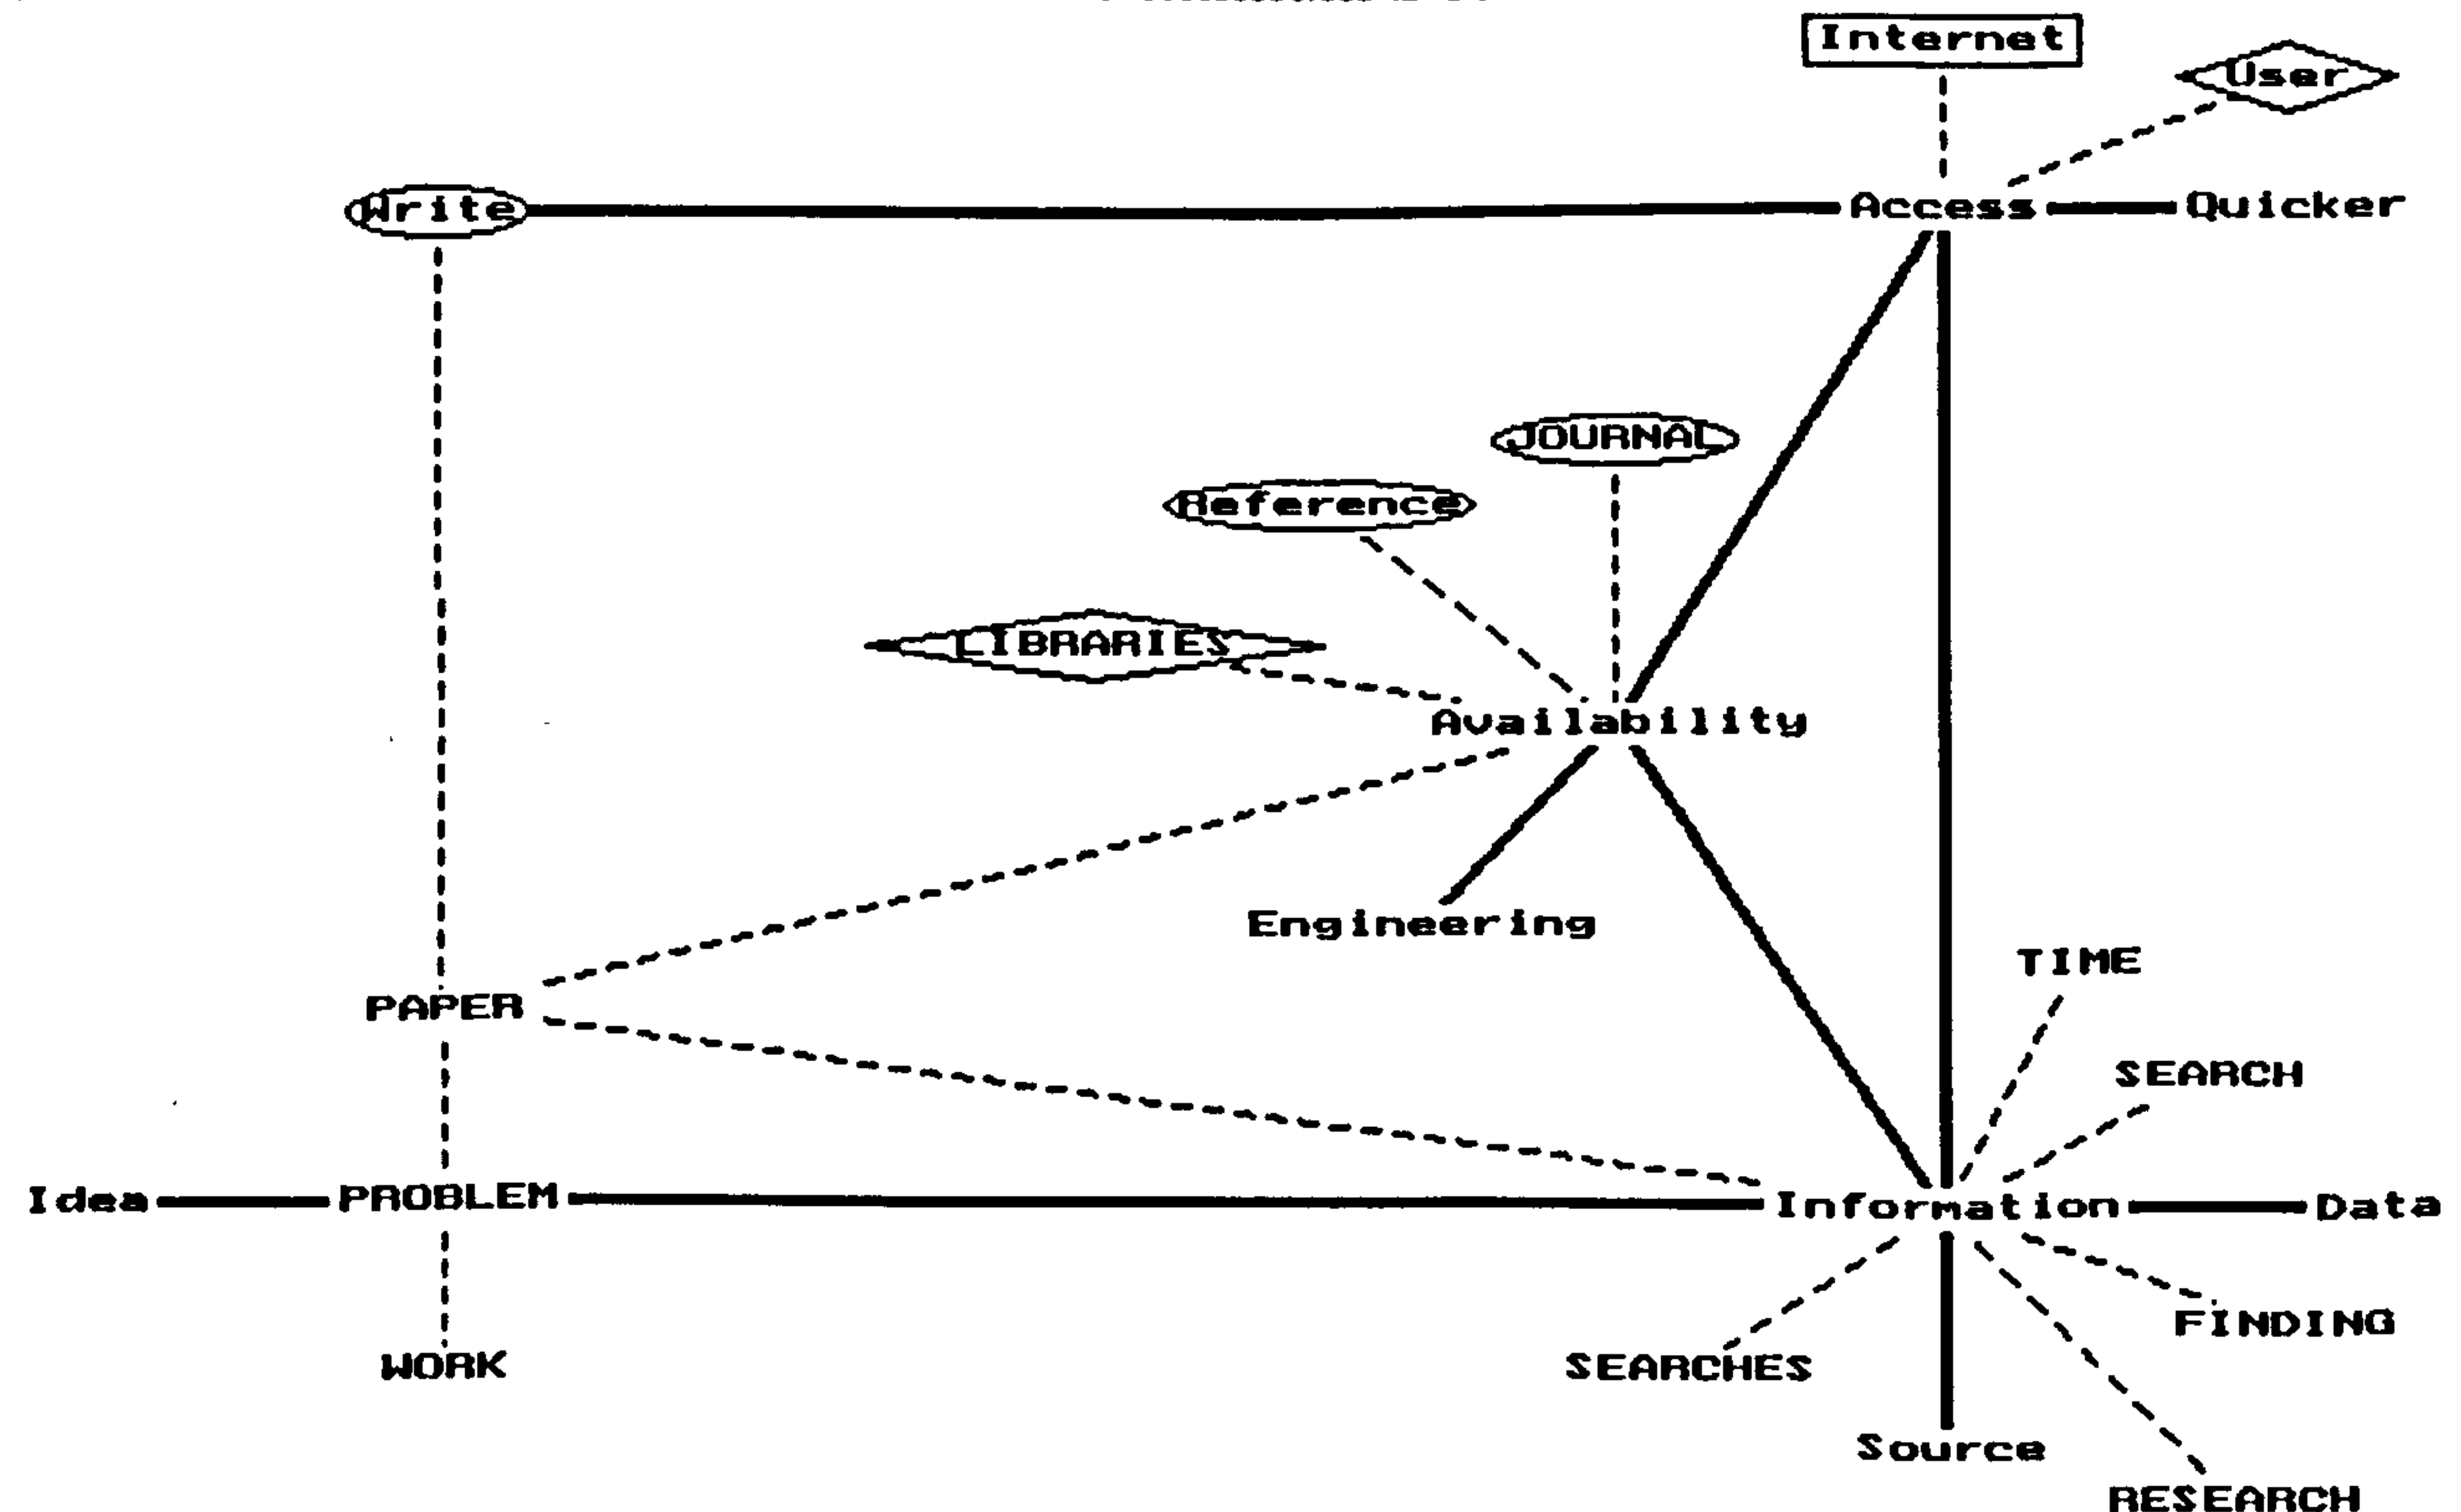 Internet
User
Write
Access
Quicker
JOURNAL
Reference
LIBRARIES
Availability
Engineering
TIME
PAPER
SEARCH
Idea
PROBLEM
Information
Data
FINDING
WORK
SEARCHES
Source
RESEARCH